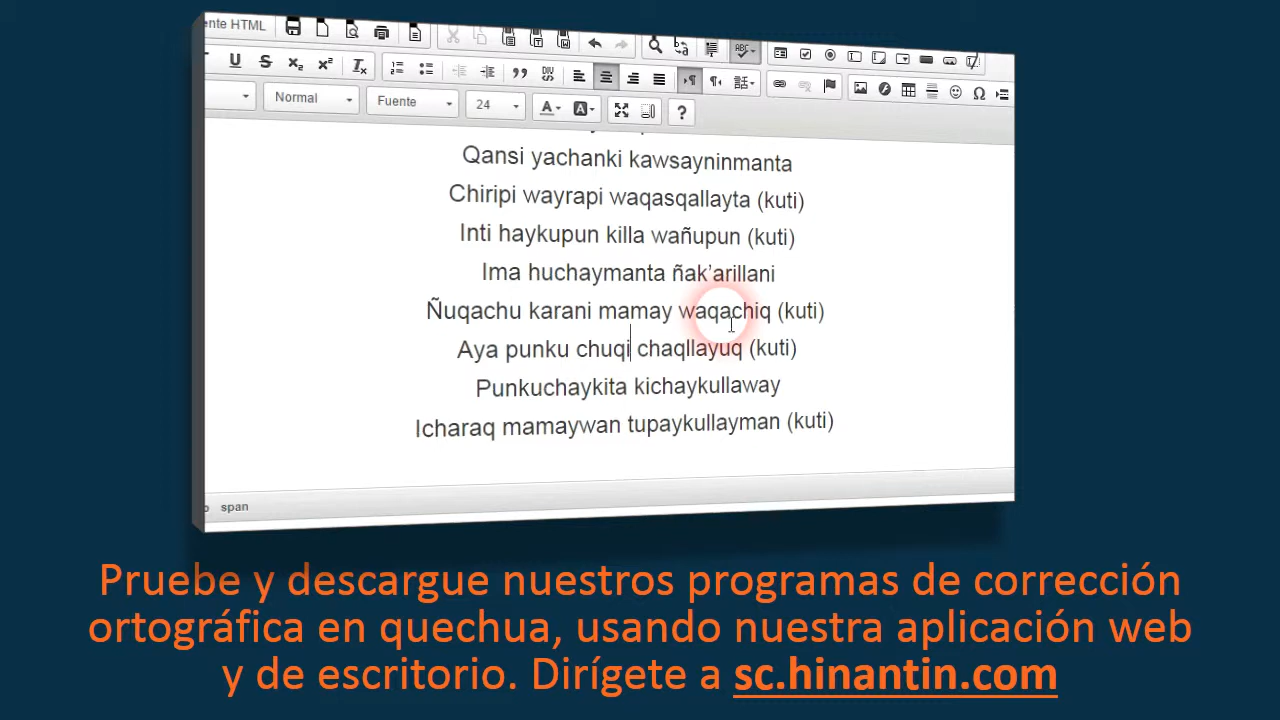 ente HTML
Normal
Fuente
24
Qansi yachanki kawsayninmanta
Chiripi wayrapi waqasqallayta (kuti)
Inti haykupun killa wañupun (kuti)
Ima huchaymanta ñak'arillani
Ñuqachu karani mamay waqachiq (kuti)
Aya punku chuqi chaqllayuq (kuti)
Punkuchaykita kichaykullaway
Icharaq mamaywan tupaykullayman (kuti)
span
Pruebe y descargue nuestros programas de corrección
ortográfica en quechua, usando nuestra aplicación web
y de escritorio. Dirígete a sc.hinantin.com